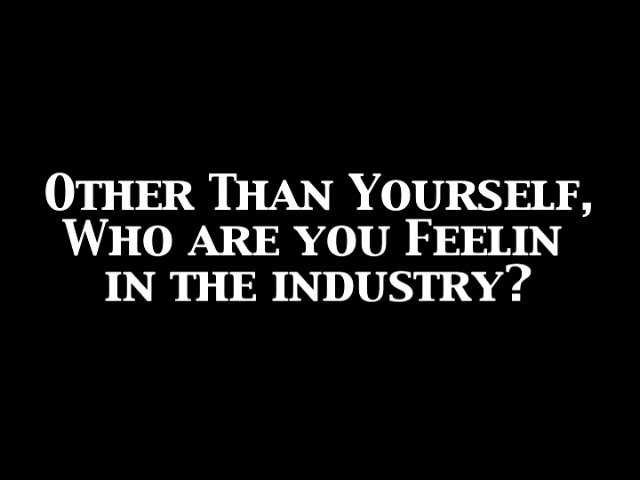 Other Than Yourself,
Who are you Feelin
in the industry?